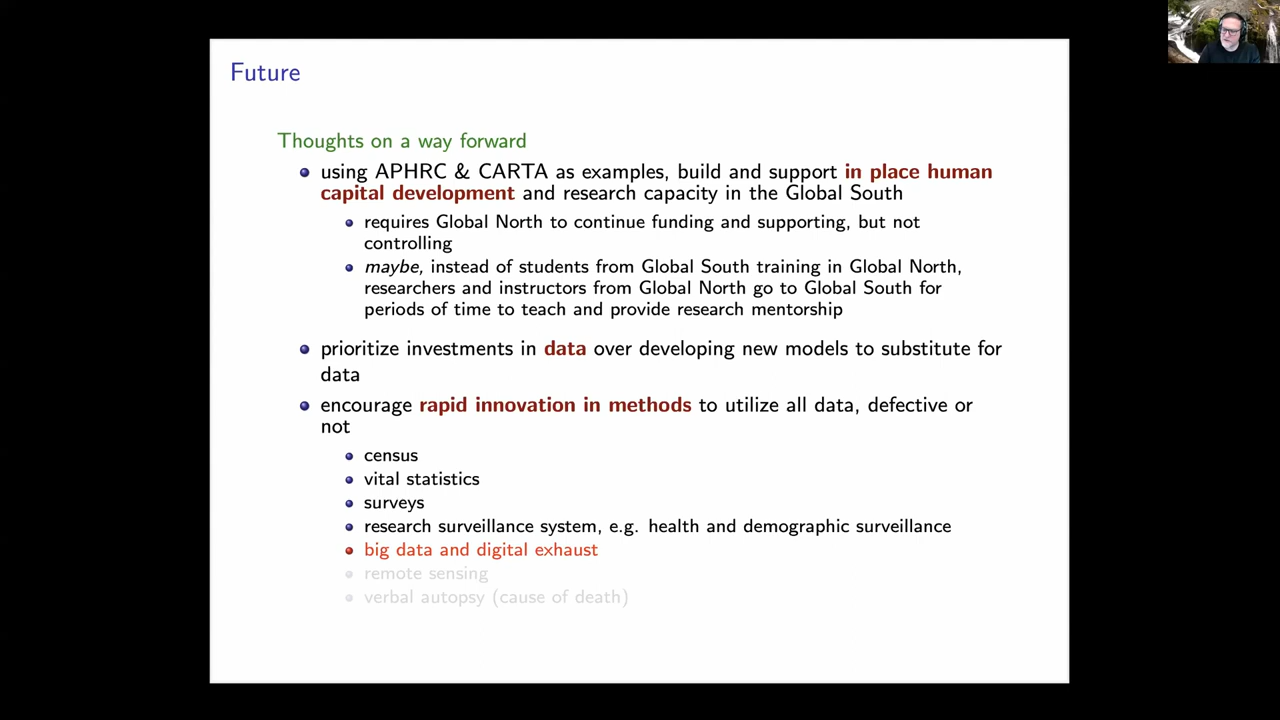 Future
Thoughts on a way forward
using APHRC & CARTA as examples, build and support in place human
capital development and research capacity in the Global South
requires Global North to continue funding and supporting, but not
controlling
maybe, instead of students from Global South training in Global North,
researchers and instructors from Global North go to Global South for
periods of time to teach and provide research mentorship
prioritize investments in data over developing new models to substitute for
data
encourage rapid innovation in methods to utilize all data, defective or
not
census
vital statistics
surveys
research surveillance system, e.g. health and demographic surveillance
big data and digital exhaust
remote sensing
verbal autopsy (cause of death)